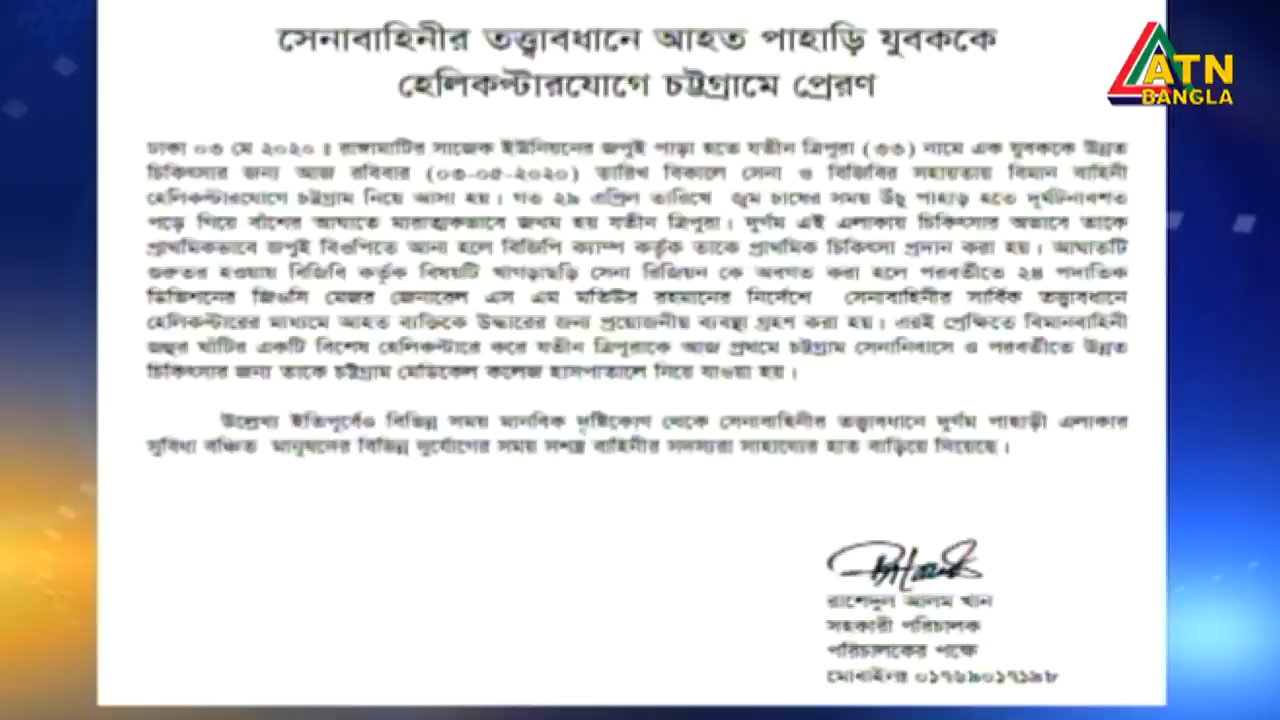 সেনাবাহিনীর তত্ত্বাবধানে আহত পাহাড়ি যুবককে
হেলিকপ্টারযোগে চট্টগ্রামে প্রেরণ
ATN
BANGLA
ঢাকা ০৩ মে ২০২০ ঃ রাঙ্গামাটির সাজেক ইউনিয়নের জপুই পাড়া হতে যতীন ত্রিপুরা (৩৩) নামে এক যুবককে উন্নত
চিকিৎসার জন্য আজ রবিবার (০৩-০৫-২০২০) তারিখ বিকালে সেনা ও বিজিবির সহায়তায় বিমান বাহিনী
হেলিকপ্টারযোগে চট্টগ্রাম নিয়ে আসা হয়। গত ২৯ এপ্রিল তারিখে জুম চাষের সময় উঁচু পাহাড় হতে দূর্ঘটনাবশত
পড়ে গিয়ে বাঁশের আঘাতে মারাত্মকভাবে জখম হয় যতীন ত্রিপুরা। দূর্গম এই এলাকায় চিকিৎসার অভাবে তাকে
প্রাথমিকভাবে জপুই বিওপিতে আনা হলে বিজিপি ক্যাম্প কর্তৃক তাকে প্রাথমিক চিকিৎসা প্রদান করা হয়। আঘাতটি
গুরুতর হওয়ায় বিজিবি কর্তৃক বিষয়টি খাগড়াছড়ি সেনা রিজিয়ন কে অবগত করা হলে পরবর্তীতে ২৪ পদাতিক
ডিভিশনের জিওসি মেজর জেনারেল এস এম মতিউর রহমানের নির্দেশে সেনাবাহিনীর সার্বিক তত্ত্বাবধানে
হেলিকপ্টারের মাধ্যমে আহত ব্যক্তিকে উদ্ধারের জন্য প্রয়োজনীয় ব্যবস্থা গ্রহণ করা হয়। এরই প্রেক্ষিতে বিমানবাহিনী
জহুর ঘাঁটির একটি বিশেষ হেলিকপ্টারে করে যতীন ত্রিপুরাকে আজ প্রথমে চট্টগ্রাম সেনানিবাসে ও পরবর্তীতে উন্নত
চিকিৎসার জন্য তাকে চট্টগ্রাম মেডিকেল কলেজ হাসপাতালে নিয়ে যাওয়া হয়।
উল্লেখ্য ইতিপূর্বেও বিভিন্ন সময় মানবিক দৃষ্টিকোণ থেকে সেনাবাহিনীর তত্ত্বাবধানে দূর্গম পাহাড়ী এলাকার
সুবিধা বঞ্চিত মানুষদের বিভিন্ন দুর্যোগের সময় সশস্ত্র বাহিনীর সদস্যরা সাহায্যের হাত বাড়িয়ে দিয়েছে।
রাশেদুল আলম খান
সহকারী পরিচালক
পরিচালকের পক্ষে
মোবাইলঃ ০১৭৬৯০১৭১৯৮